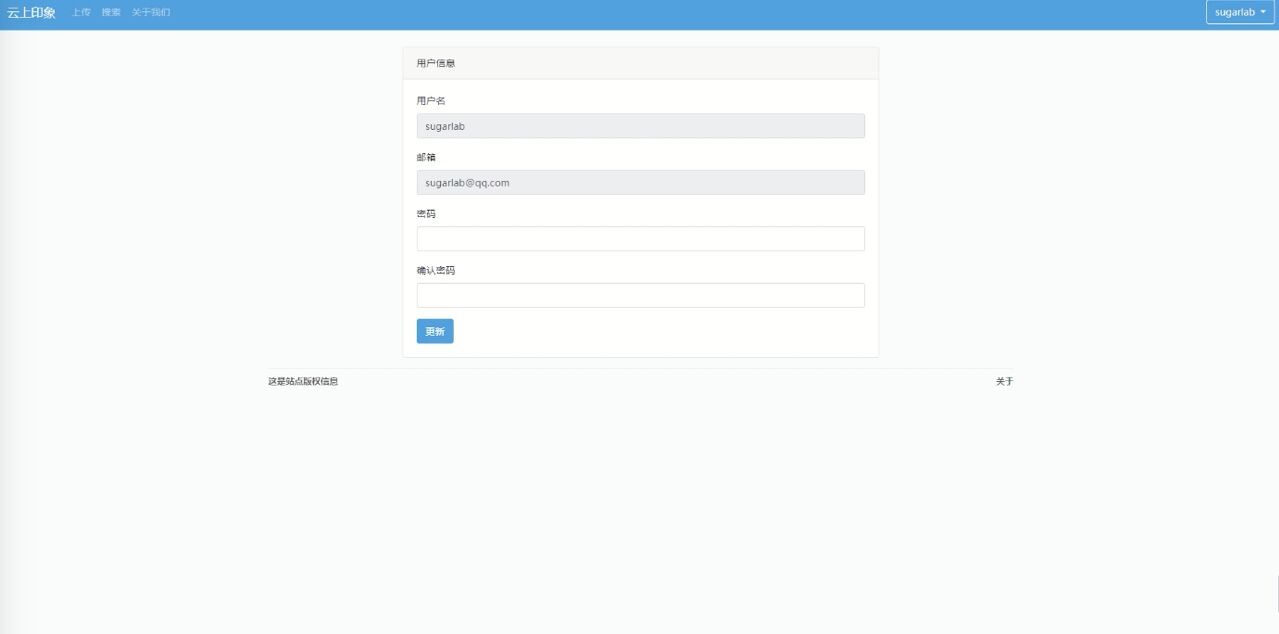 云上印象 上传 搜索 关于我们 sugarlab
用户信息
用户名
sugarlab
邮箱
sugarlab@qq.com
密码
确认密码
更新
这是站点版权信息 关于